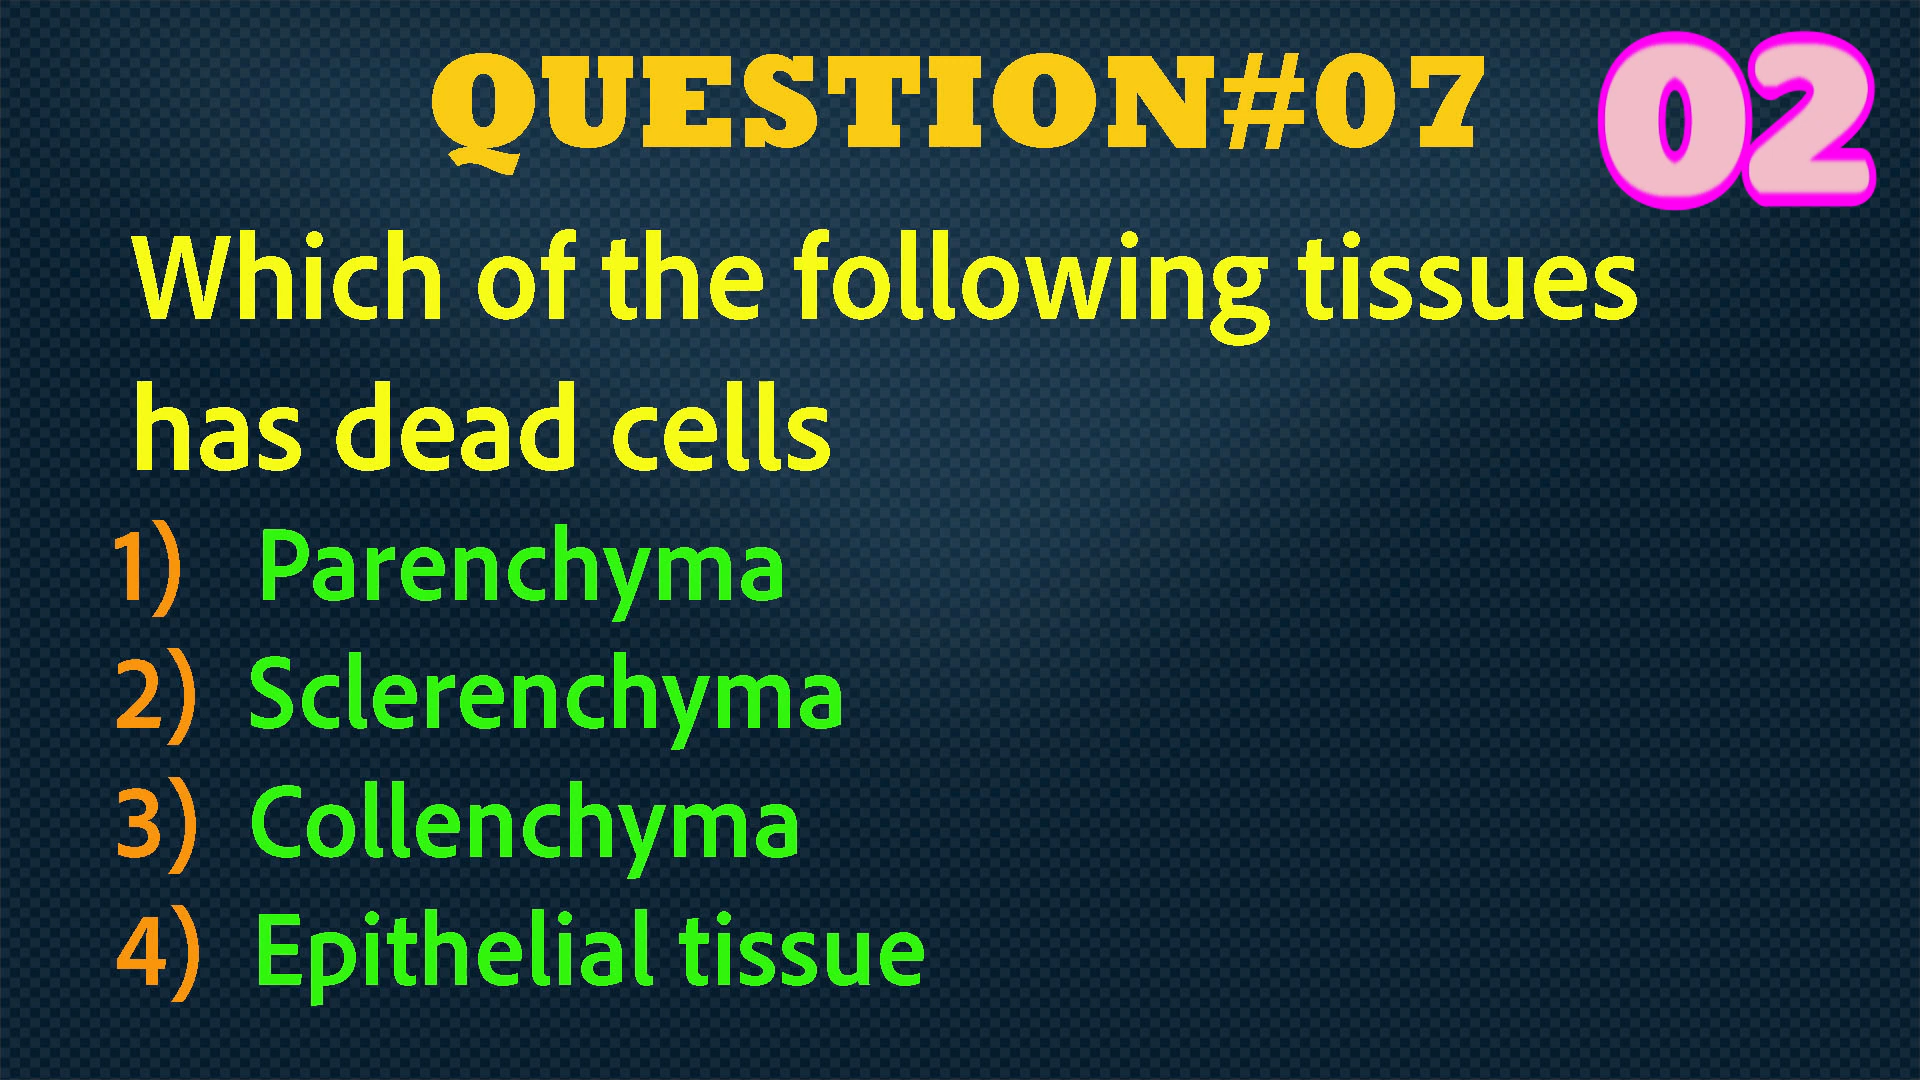 QUESTION#07
02
Which of the following tissues
has dead cells
1) Parenchyma
2) Sclerenchyma
3) Collenchyma
4) Epithelial tissue